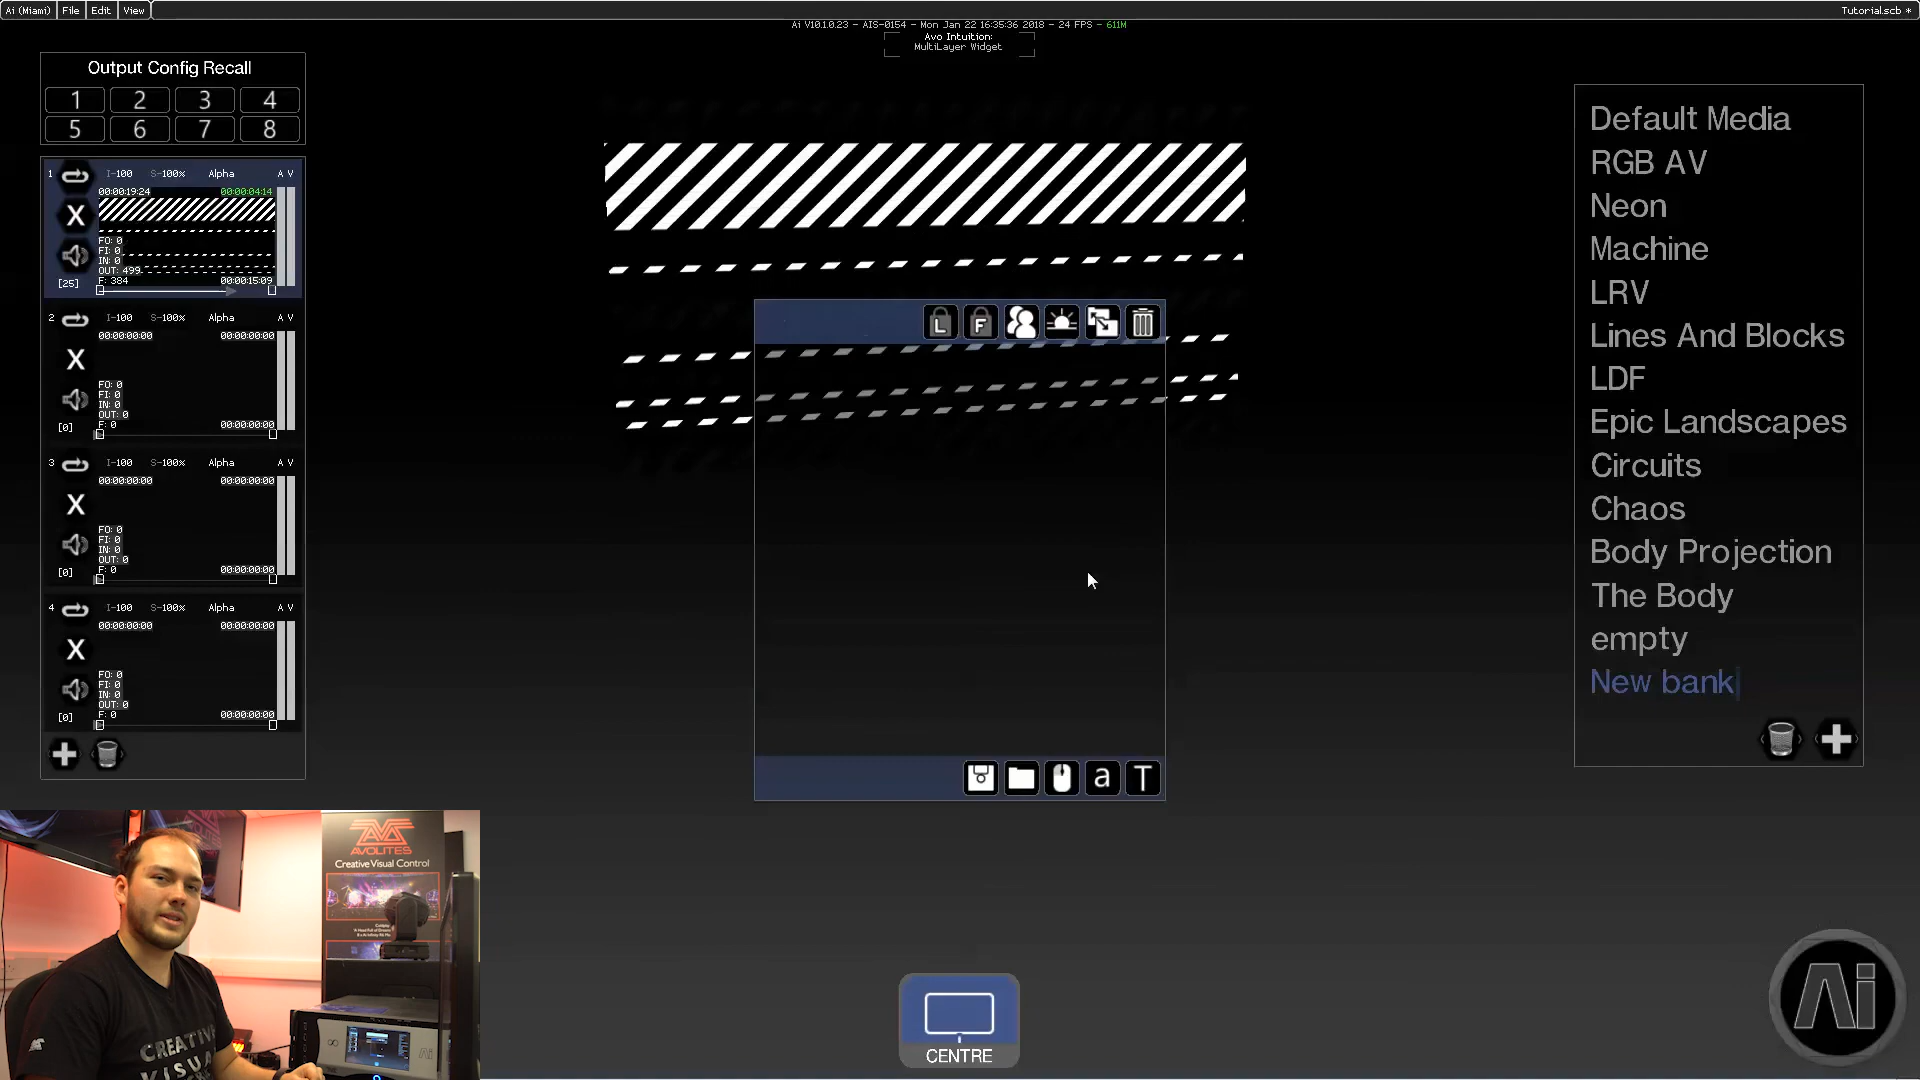 Ai (Miami) File Edit View
Tutorial.scb *
Ai V10.1.0.23 - AIS-0154 - Mon Jan 22 16:35:36 2018 - 24 FPS - 611M
Avo Intuition:
MultiLayer Widget
Output Config Recall
1 2 3 4
5 6 7 8
1 I-100 S-100% Alpha A V
00:00:19:24 00:00:04:14
X
FO: 0
FI: 0
IN: 0
OUT: 499
[25] F: 384 00:00:15:09
2 I-100 S-100% Alpha A V
00:00:00:00 00:00:00:00
X
FO: 0
FI: 0
IN: 0
OUT: 0
[0] F: 0 00:00:00:00
3 I-100 S-100% Alpha A V
00:00:00:00 00:00:00:00
X
FO: 0
FI: 0
IN: 0
OUT: 0
[0] F: 0 00:00:00:00
4 I-100 S-100% Alpha A V
00:00:00:00 00:00:00:00
X
FO: 0
FI: 0
IN: 0
OUT: 0
[0] F: 0 00:00:00:00
L F
a T
Default Media
RGB AV
Neon
Machine
LRV
Lines And Blocks
LDF
Epic Landscapes
Circuits
Chaos
Body Projection
The Body
empty
New bank
AVOLITES
Creative Visual Control
CREATIVE
VISUAL
CENTRE
Ai